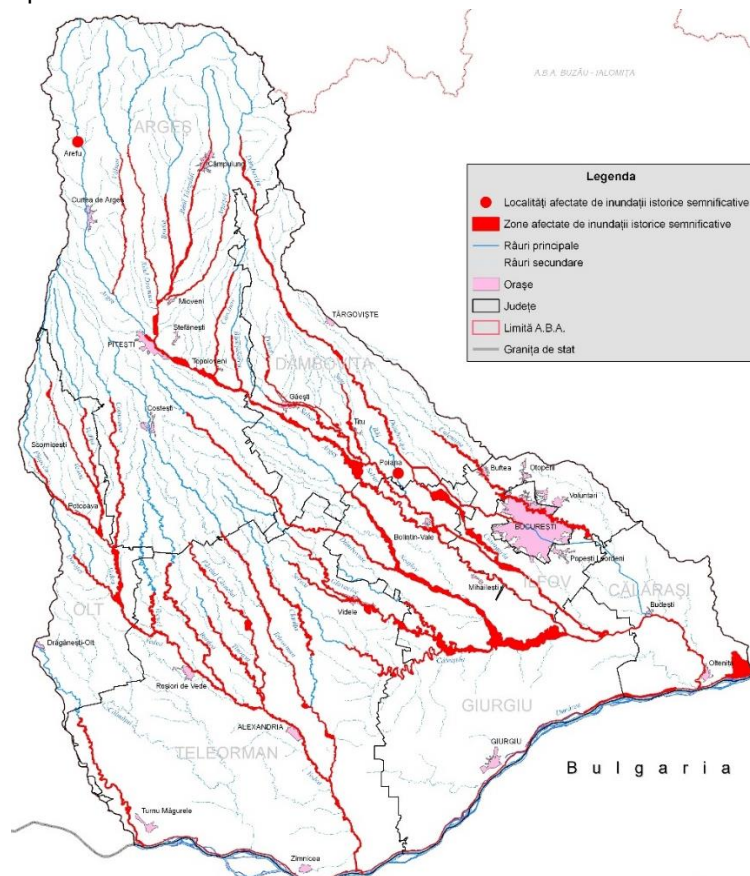 A.B.A. BUZĂU - IALOMIȚA
ARGEȘ
Arefu
Câmpulung
Curtea de Argeș
Legenda
Localități afectate de inundații istorice semnificative
Zone afectate de inundații istorice semnificative
Râuri principale
Râuri secundare
Orașe
Județe
Limită A.B.A.
Granița de stat
Mioveni
Ștefănești
TÂRGOVIȘTE
PITEȘTI
Topoloveni
DÂMBOVIȚA
Găești
Costești
Titu
Scornicești
Poiana
Buftea
Otopeni
Voluntari
Potcoava
BUCUREȘTI
Bolintin-Vale
Popești Leordeni
Mihăilești
ILFOV
CĂLĂRAȘI
OLT
Videle
Budești
Drăgănești-Olt
Roșiori de Vede
Oltenița
GIURGIU
ALEXANDRIA
TELEORMAN
GIURGIU
Bulgaria
Turnu Măgurele
Zimnicea